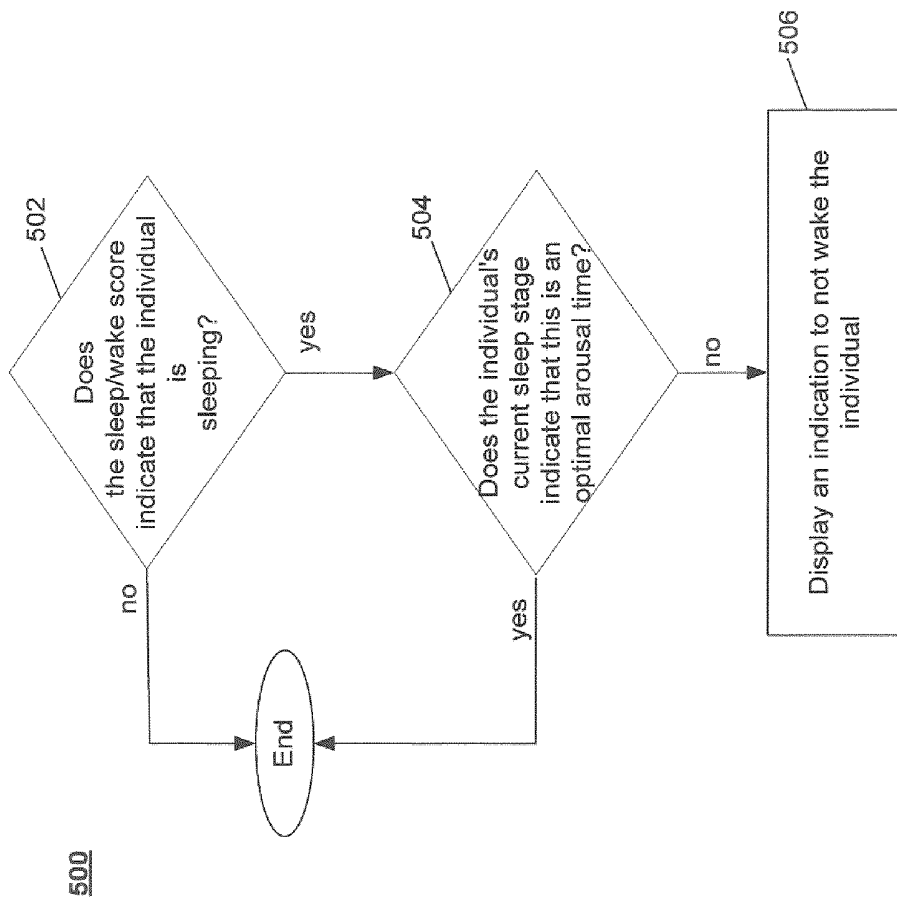 500
502
Does
the sleep/wake score
indicate that the individual
is
sleeping?
no
yes
End
504
Does the individual's
current sleep stage
indicate that this is an
optimal arousal time?
yes
no
506
Display an indication to not wake the
individual